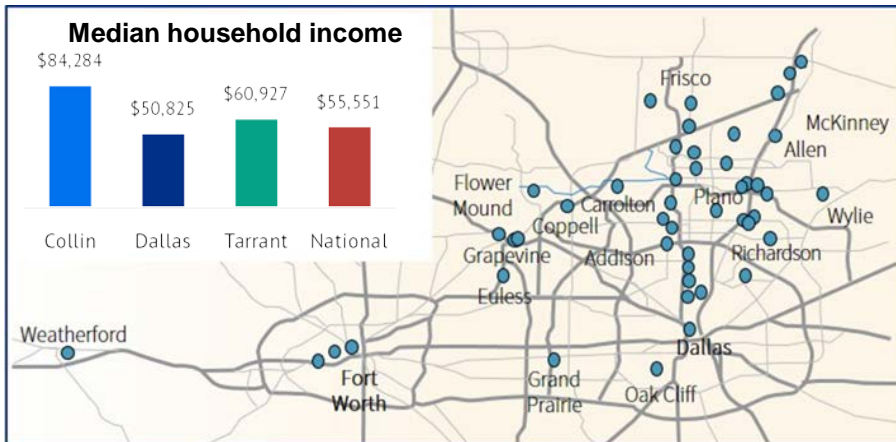 Median household income
$84,284
$50,825
$60,927
$55,551
Collin
Dallas
Tarrant
National
Frisco
McKinney
Allen
Flower
Mound
Carrolton
Plano
Wylie
Coppell
Grapevine
Addison
Richardson
Euless
Weatherford
Dallas
Fort
Worth
Grand
Prairie
Oak Cliff